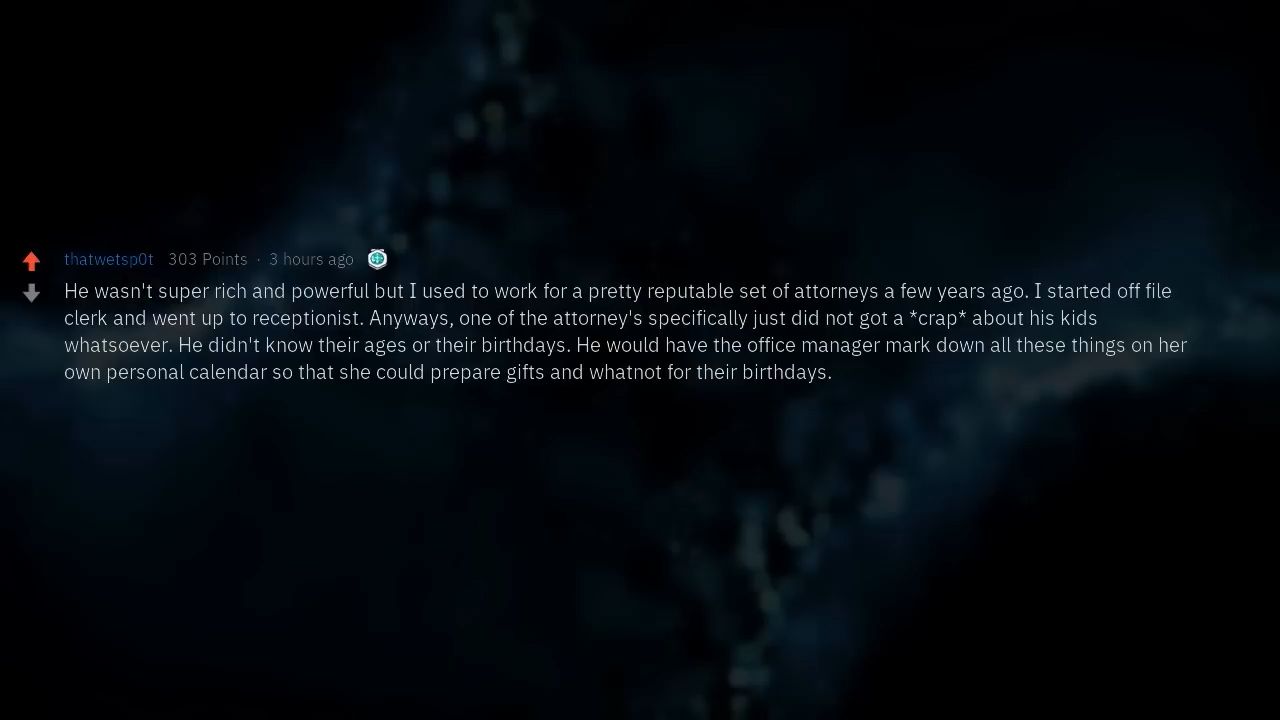 thatwetsp0t 303 Points · 3 hours ago
He wasn't super rich and powerful but I used to work for a pretty reputable set of attorneys a few years ago. I started off file
clerk and went up to receptionist. Anyways, one of the attorney's specifically just did not got a *crap* about his kids
whatsoever. He didn't know their ages or their birthdays. He would have the office manager mark down all these things on her
own personal calendar so that she could prepare gifts and whatnot for their birthdays.